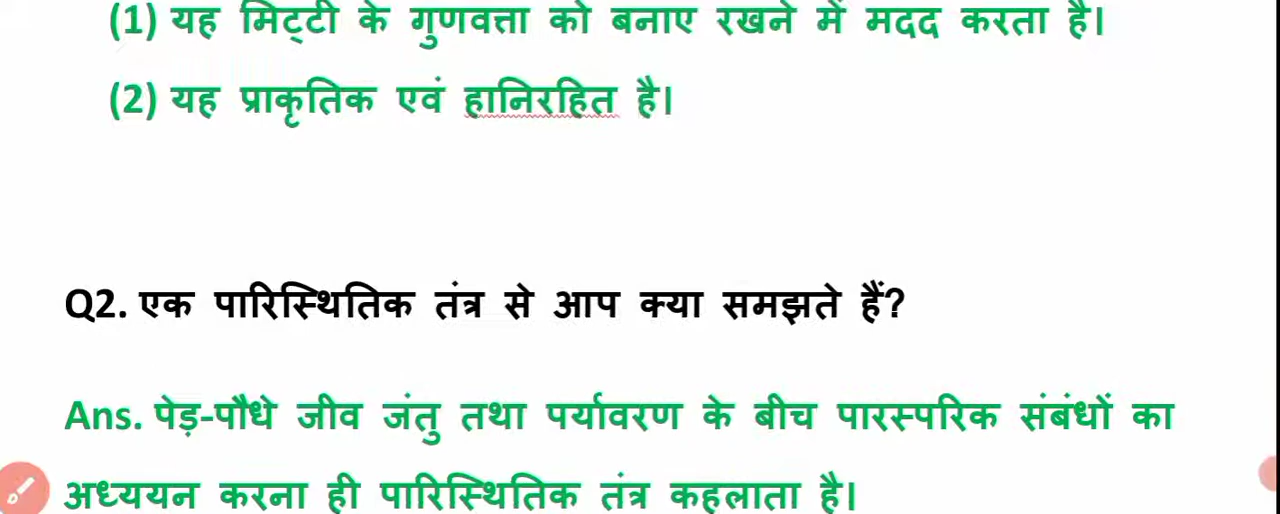 (1) यह मिट्टी के गुणवत्ता को बनाए रखने में मदद करता है।
(2) यह प्राकृतिक एवं हानिरहित है।
Q2. एक पारिस्थितिक तंत्र से आप क्या समझते हैं?
Ans. पेड़-पौधे जीव जंतु तथा पर्यावरण के बीच पारस्परिक संबंधों का
अध्ययन करना ही पारिस्थितिक तंत्र कहलाता है।